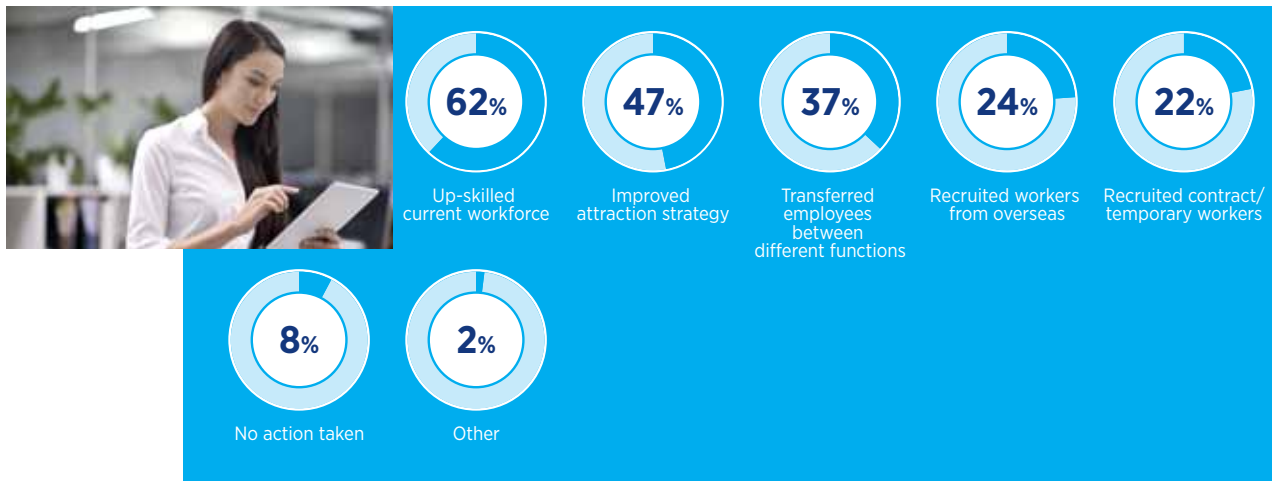 62%
47%
37%
24%
22%
Up-skilled
current workforce
Improved
attraction strategy
Transferred
employees
between
different functions
Recruited workers
from overseas
Recruited contract/
temporary workers
8%
2%
No action taken
Other